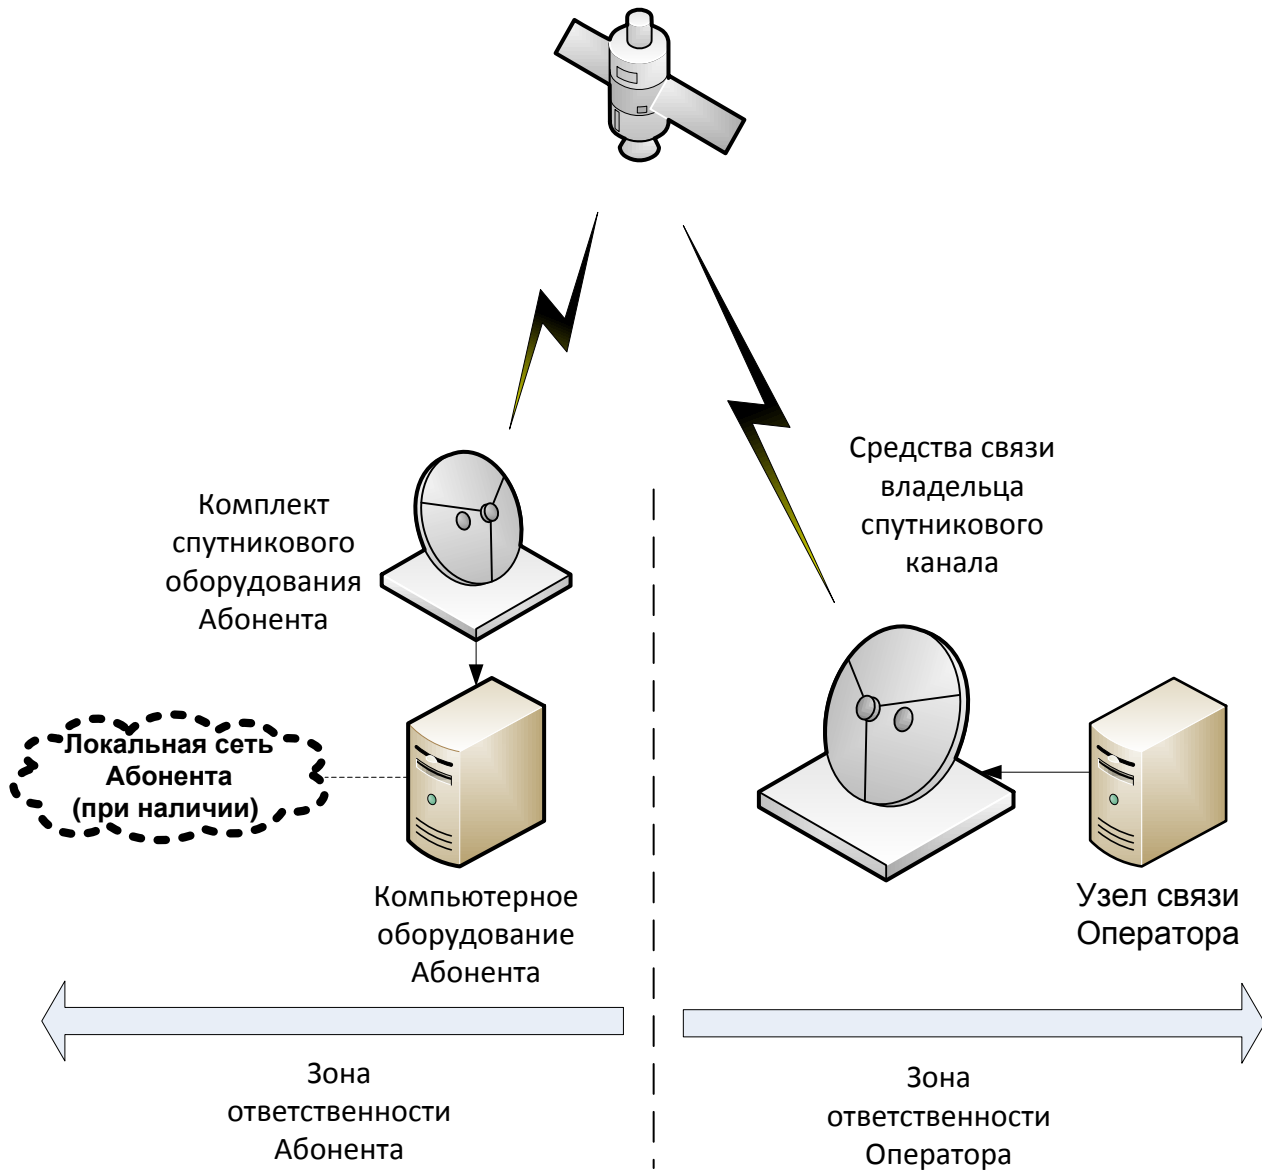 Средства связи
владельца
спутникового
канала
Комплект
спутникового
оборудования
Абонента
Локальная сеть
Абонента
(при наличии)
Компьютерное
оборудование
Абонента
Узел связи
Оператора
Зона
ответственности
Абонента
Зона
ответственности
Оператора